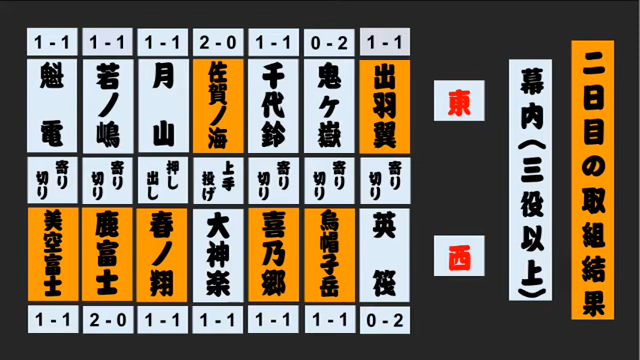 二日目の取組結果
幕内(三役以上)
東
西
1-1
出羽翼
寄り切り
英筏
0-2
0-2
鬼ヶ嶽
寄り切り
烏帽子岳
1-1
1-1
千代鈴
寄り切り
喜乃郷
1-1
2-0
佐賀ノ海
上手投げ
大神楽
1-1
1-1
月山
押し出し
春ノ翔
1-1
1-1
若ノ嶋
寄り切り
鹿富士
2-0
1-1
魁電
寄り切り
美空富士
1-1